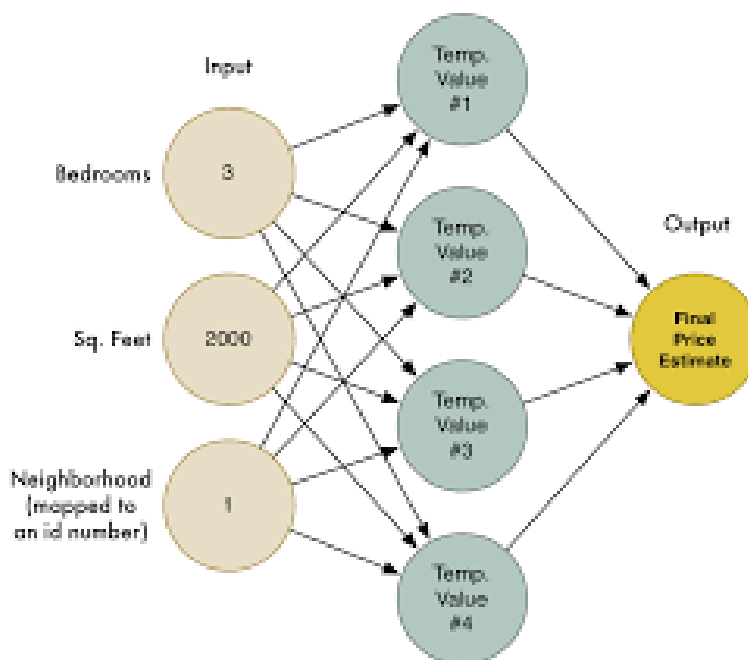 Input
Bedrooms
3
Sq. Feet
2000
Neighborhood
(mapped to
an id number)
1
Temp.
Value
#1
Temp.
Value
#2
Temp.
Value
#3
Temp.
Value
#4
Output
Final
Price
Estimate